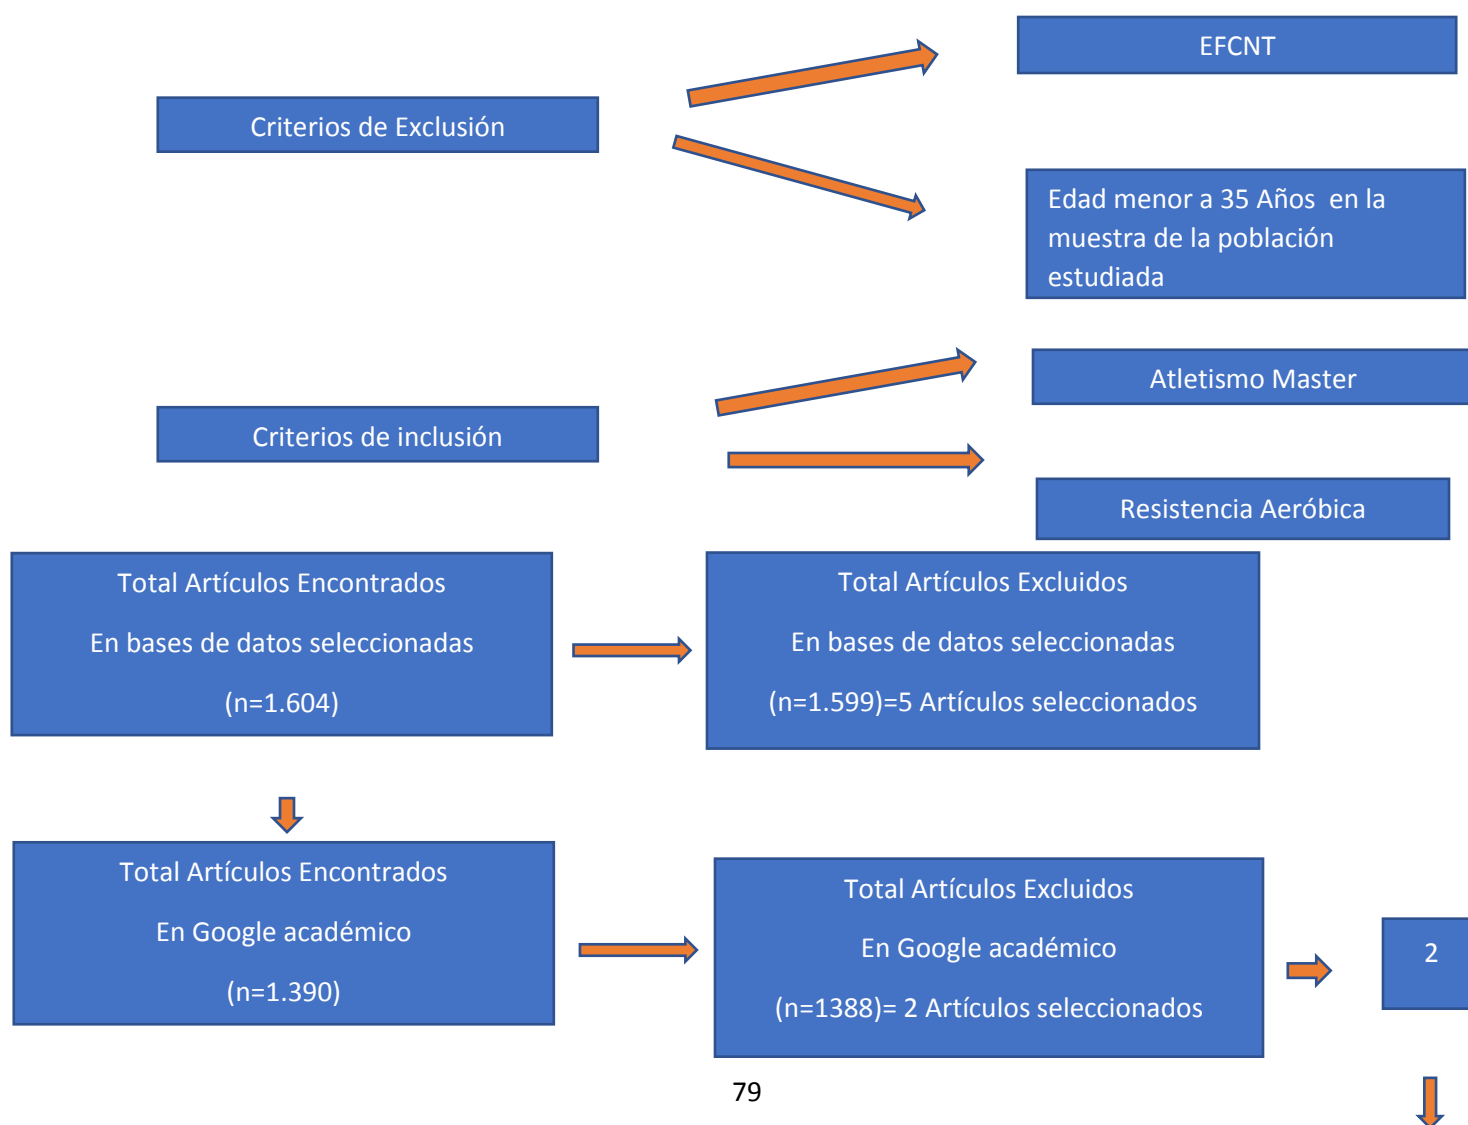 EFCNT
Criterios de Exclusión
Edad menor a 35 Años  en la
muestra de la población
estudiada
Atletismo Master
Criterios de inclusión
Resistencia Aeróbica
Total Artículos Encontrados
En bases de datos seleccionadas
(n=1.604)
Total Artículos Excluidos
En bases de datos seleccionadas
(n=1.599)=5 Artículos seleccionados
Total Artículos Encontrados
En Google académico
(n=1.390)
Total Artículos Excluidos
En Google académico
(n=1388)= 2 Artículos seleccionados
2
79